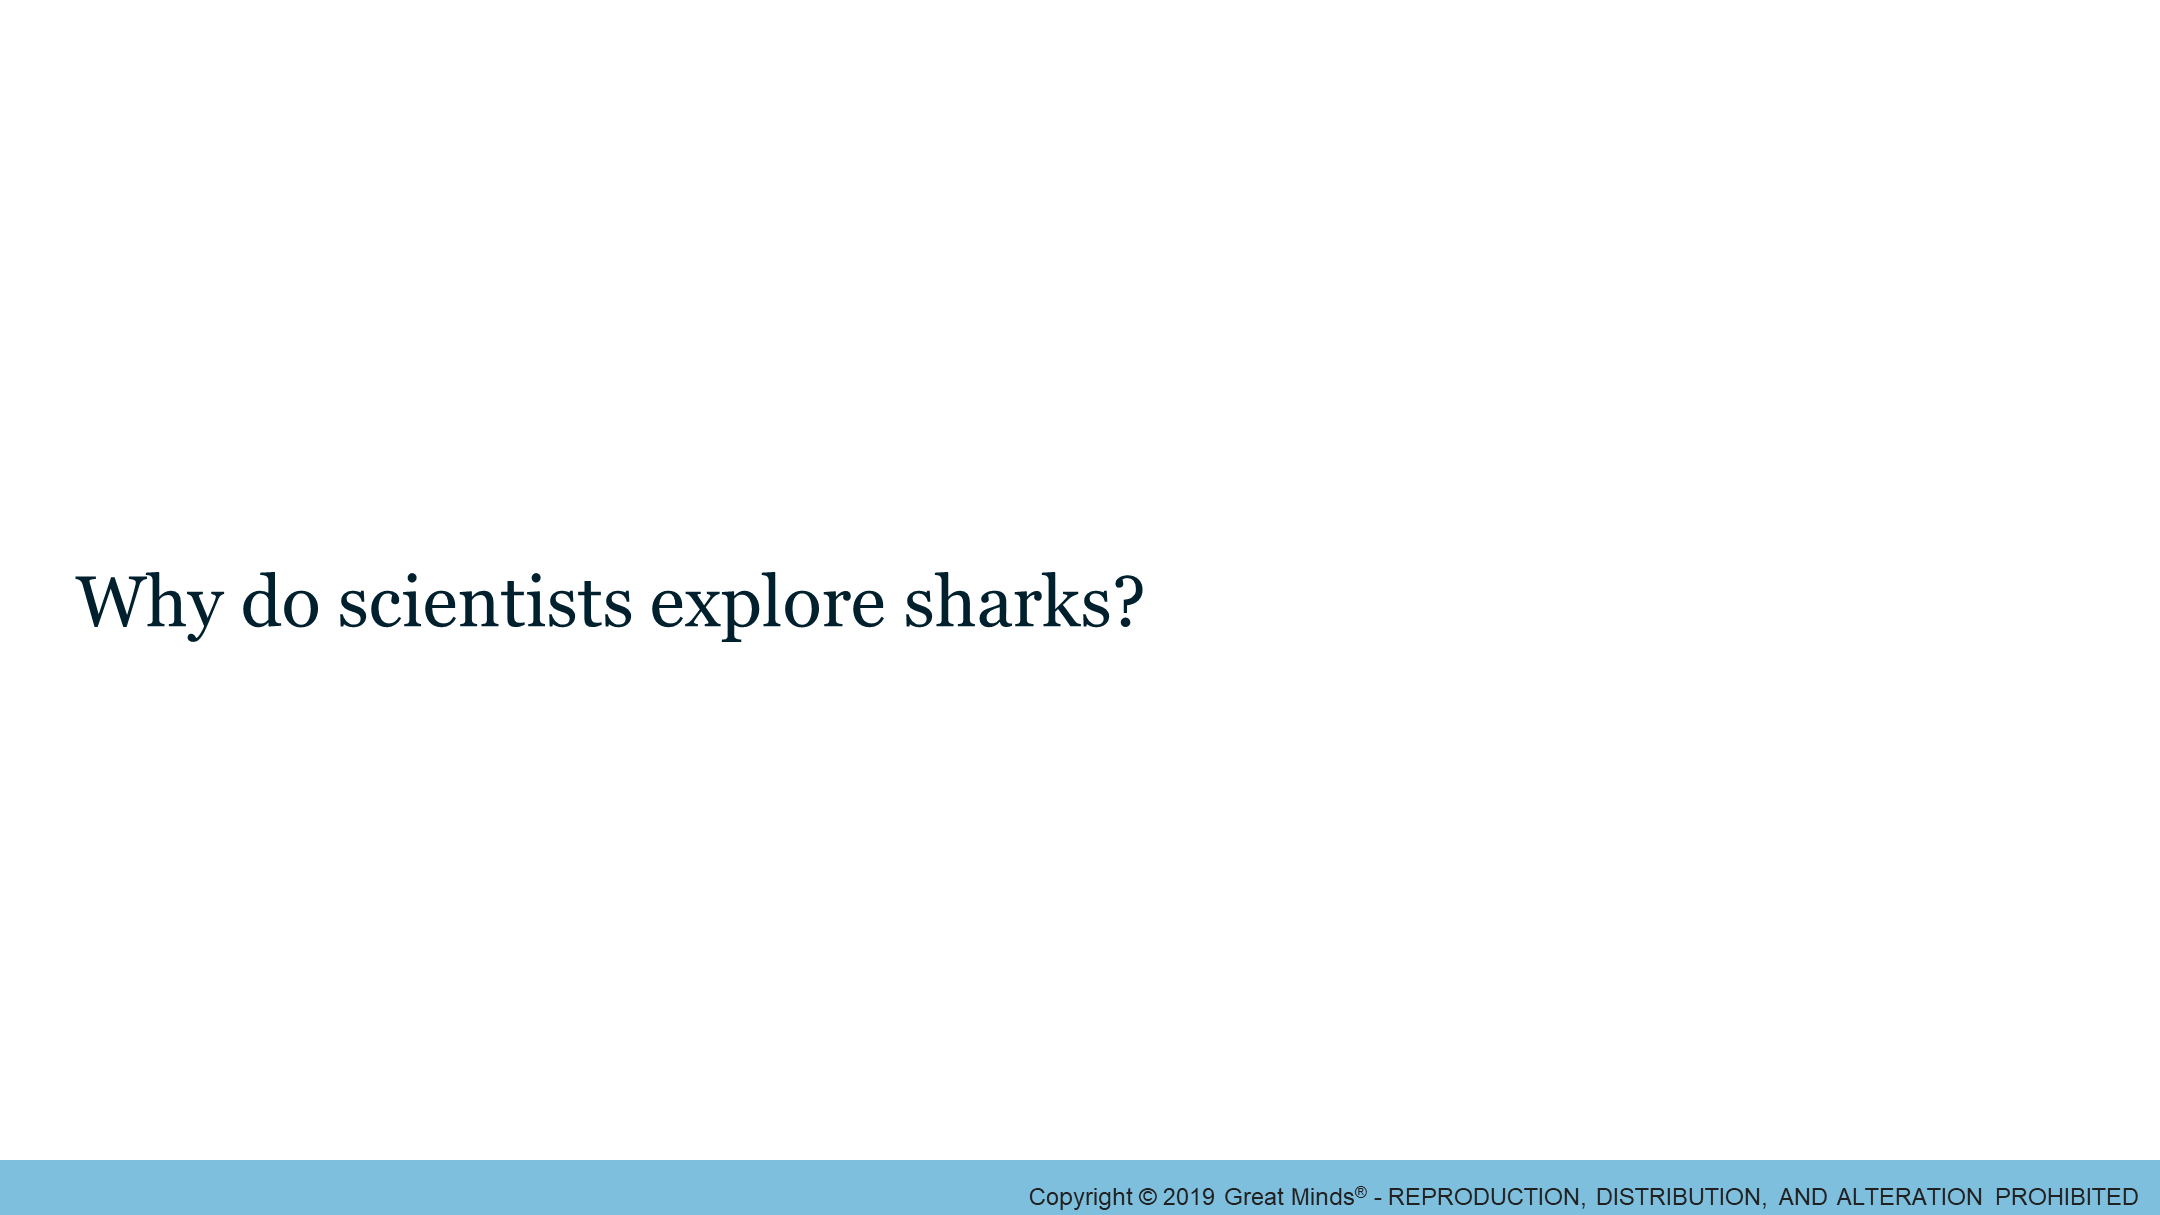 Why do scientists explore sharks?
Copyright © 2019 Great Minds® - REPRODUCTION, DISTRIBUTION, AND ALTERATION PROHIBITED